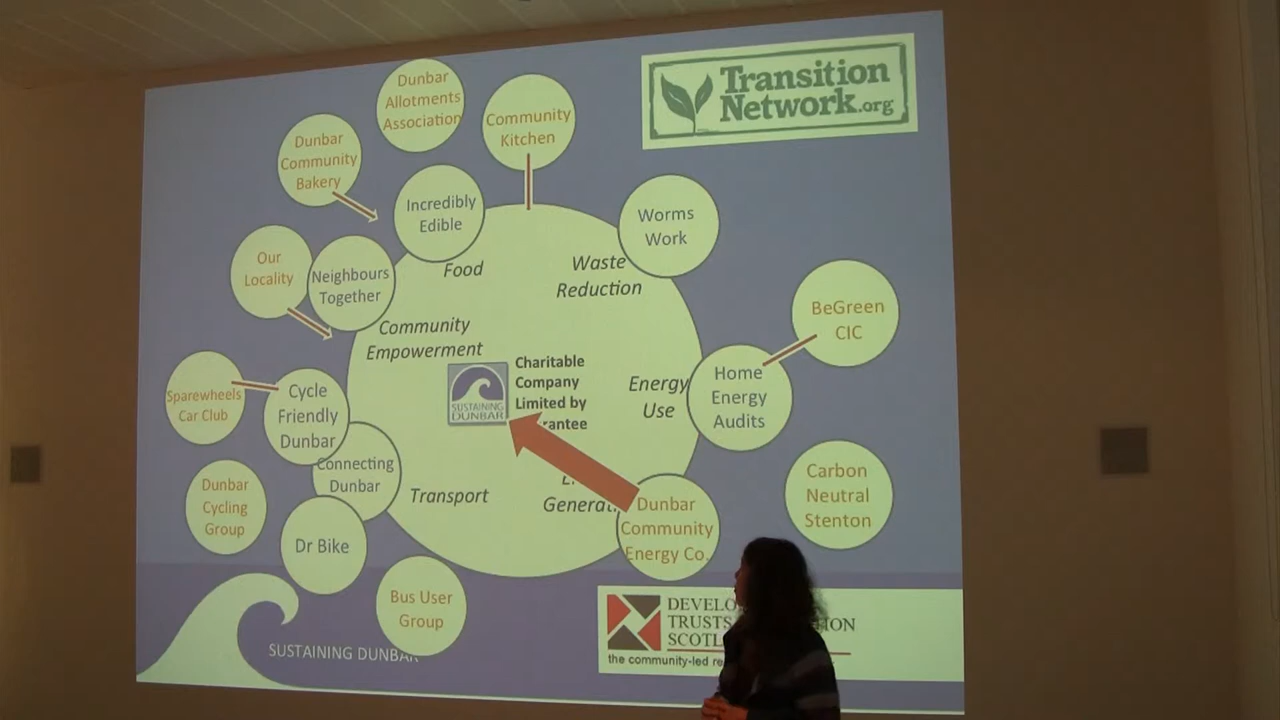 Transition
Network.org
Dunbar
Allotments
Association
Community
Kitchen
Dunbar
Community
Bakery
Incredibly
Edible
Worms
Work
Our
Locality
Neighbours
Together
Food
Waste
Reduction
BeGreen
CIC
Community
Empowerment
Charitable
Company
Limited by
SUSTAINING
DUNBAR
Energy
Use
Home
Energy
Audits
Sparewheels
Car Club
Cycle
Friendly
Dunbar
Connecting
Dunbar
Transport
Dunbar
Community
Energy Co.
Carbon
Neutral
Stenton
Dunbar
Cycling
Group
Dr Bike
Bus User
Group
SUSTAINING DUNBAR
TRUSTS
the community-led